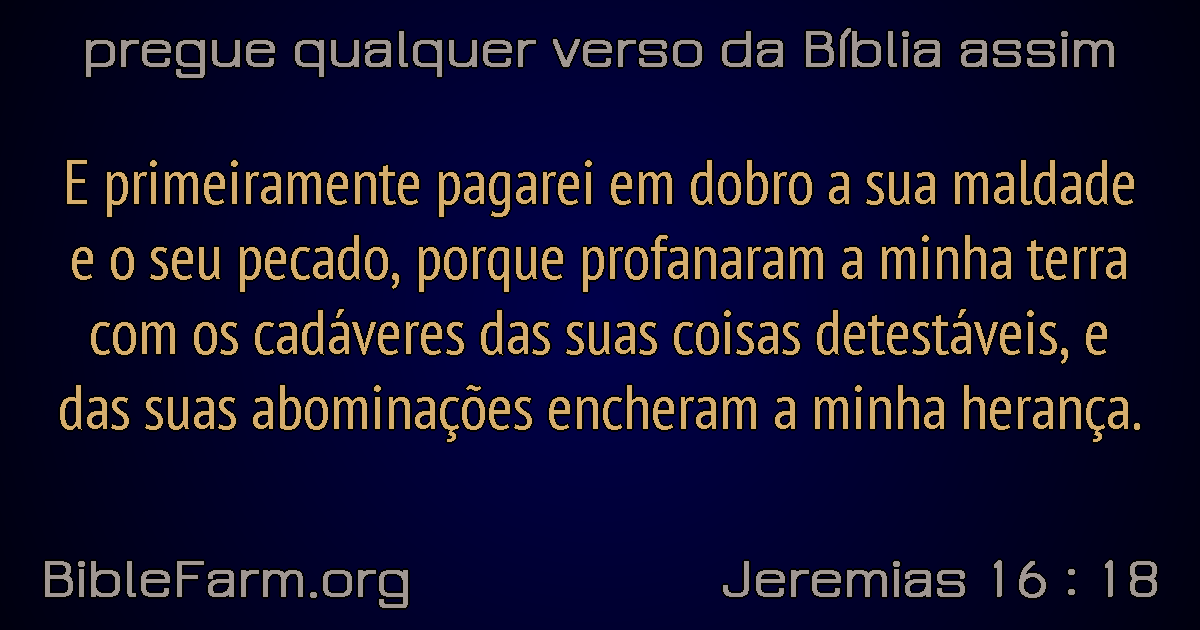 pregue qualquer verso da Bíblia assim
E primeiramente pagarei em dobro a sua maldade
e o seu pecado, porque profanaram a minha terra
com os cadáveres das suas coisas detestáveis, e
das suas abominações encheram a minha herança.
BibleFarm.org
Jeremias 16 : 18